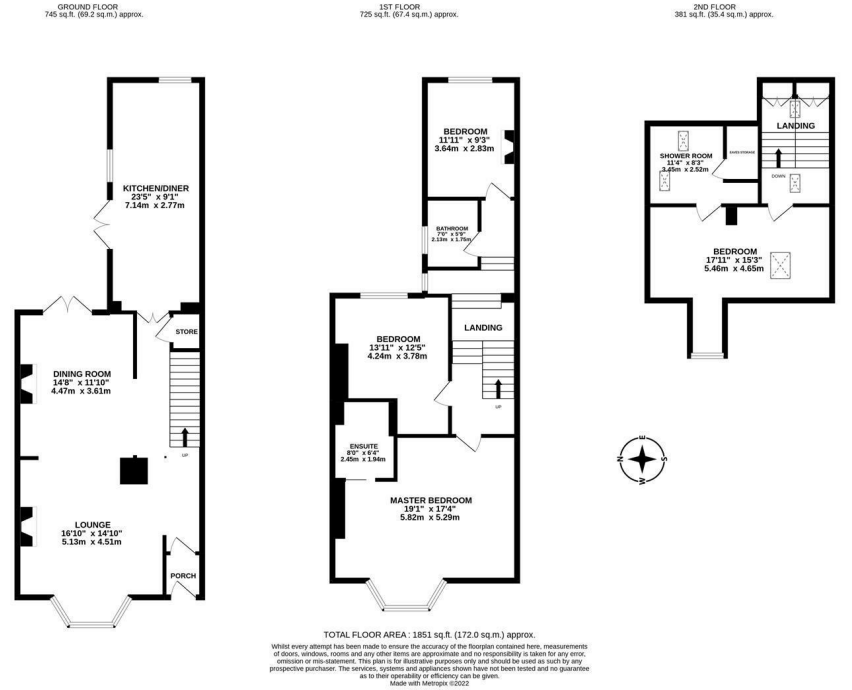 GROUND FLOOR
745 sq.ft. (69.2 sq.m.) approx.
KITCHEN/DINER
23'5" x 9'1"
7.14m x 2.77m
STORE
DINING ROOM
14'8" x 11'10"
4.47m x 3.61m
UP
LOUNGE
16'10" x 14'10"
5.13m x 4.51m
PORCH
1ST FLOOR
725 sq.ft. (67.4 sq.m.) approx.
BEDROOM
11'11" x 9'3"
3.64m x 2.83m
BATHROOM
7'0" x 5'9"
2.13m x 1.75m
LANDING
BEDROOM
13'11" x 12'5"
4.24m x 3.78m
UP
ENSUITE
8'0" x 6'4"
2.45m x 1.94m
MASTER BEDROOM
19'1" x 17'4"
5.82m x 5.29m
2ND FLOOR
381 sq.ft. (35.4 sq.m.) approx.
LANDING
SHOWER ROOM
11'4" x 8'3"
3.45m x 2.52m
EAVES STORAGE
DOWN
BEDROOM
17'11" x 15'3"
5.46m x 4.65m
N
E
S
W
TOTAL FLOOR AREA : 1851 sq.ft. (172.0 sq.m.) approx.
Whilst every attempt has been made to ensure the accuracy of the floorplan contained here, measurements
of doors, windows, rooms and any other items are approximate and no responsibility is taken for any error,
omission or mis-statement. This plan is for illustrative purposes only and should be used as such by any
prospective purchaser. The services, systems and appliances shown have not been tested and no guarantee
as to their operability or efficiency can be given.
Made with Metropix ©2022